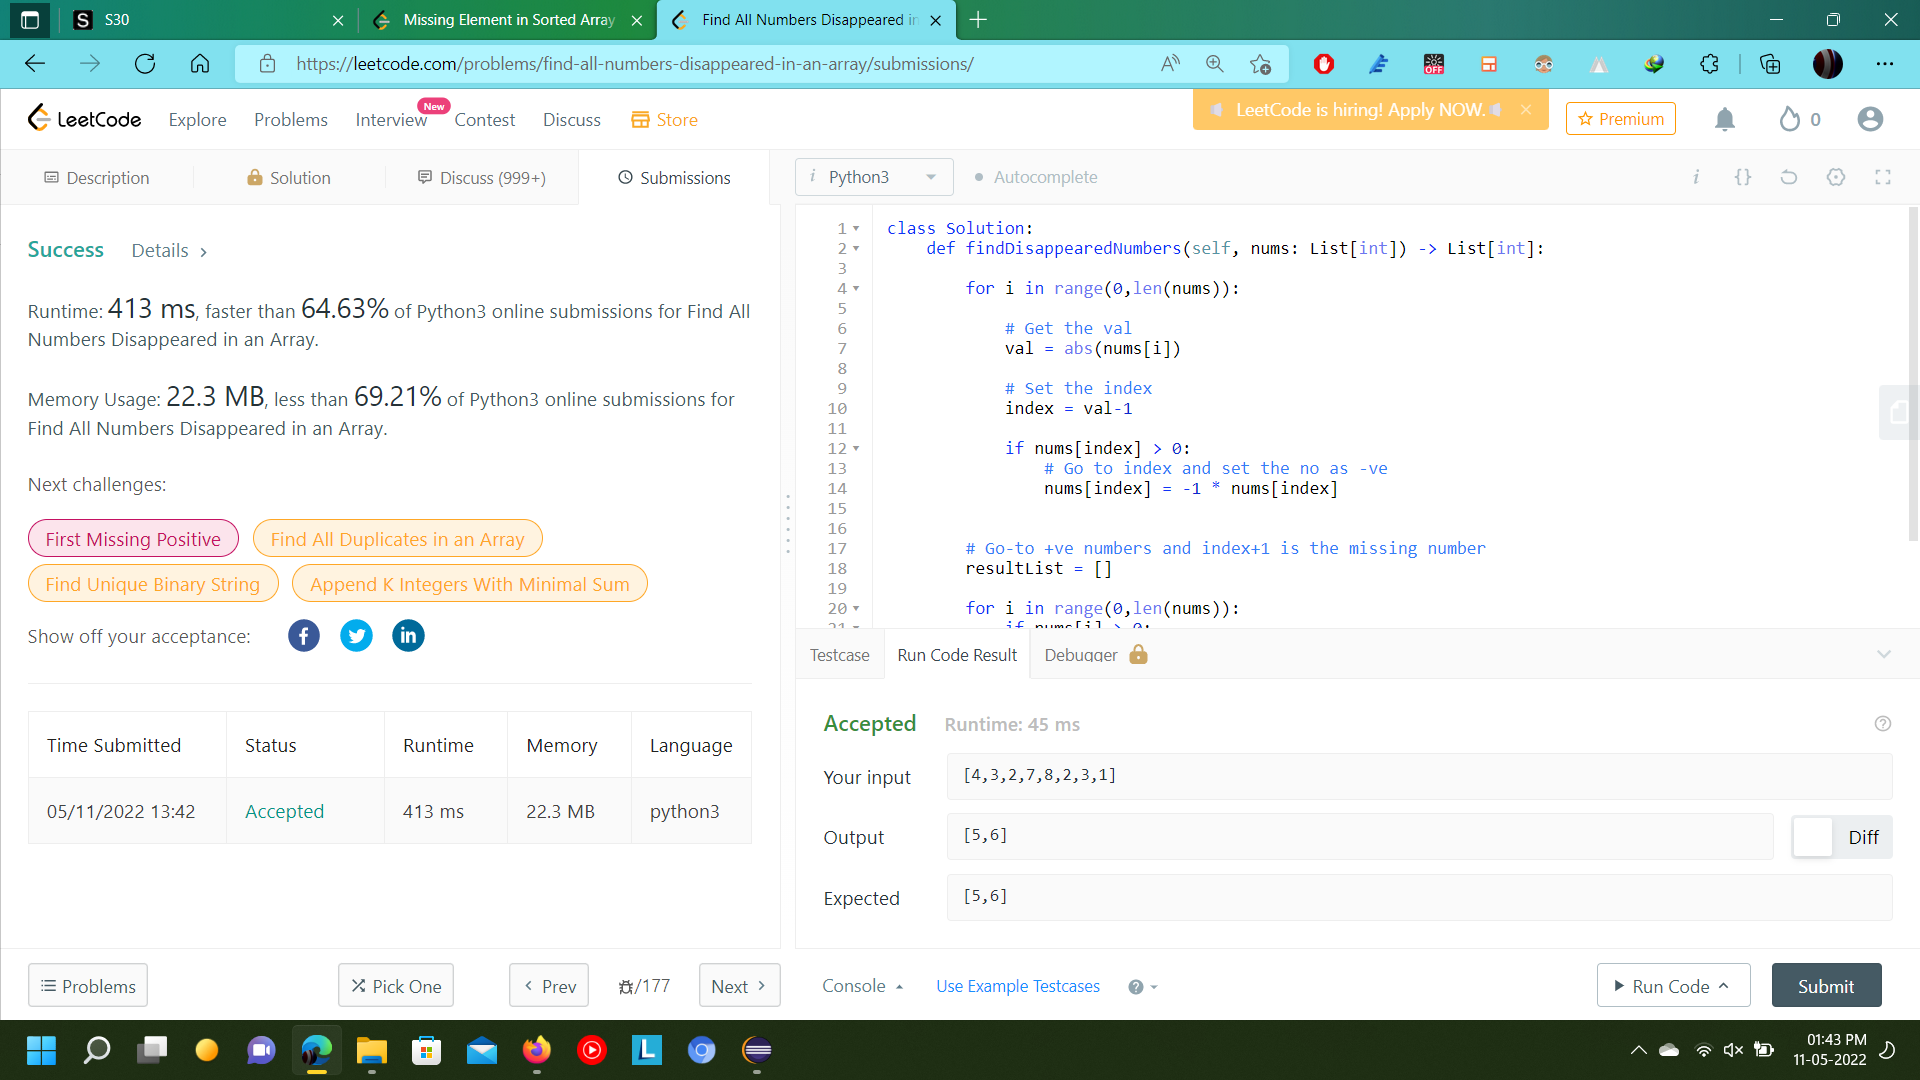 S30
Missing Element in Sorted Array
Find All Numbers Disappeared in
https://leetcode.com/problems/find-all-numbers-disappeared-in-an-array/submissions/
OFF
LeetCode
Explore
Problems
Interview
New
Contest
Discuss
Store
LeetCode is hiring! Apply NOW.
Premium
0
Description
Solution
Discuss (999+)
Submissions
i Python3
Autocomplete
Success
Details
Runtime: 413 ms, faster than 64.63% of Python3 online submissions for Find All
Numbers Disappeared in an Array.
Memory Usage: 22.3 MB, less than 69.21% of Python3 online submissions for
Find All Numbers Disappeared in an Array.
Next challenges:
First Missing Positive
Find All Duplicates in an Array
Find Unique Binary String
Append K Integers With Minimal Sum
Show off your acceptance:
Time Submitted Status Runtime Memory Language
05/11/2022 13:42 Accepted 413 ms 22.3 MB python3
1 class Solution:
2 def findDisappearedNumbers(self, nums: List[int]) -> List[int]:
3
4 for i in range(0,len(nums)):
5
6 # Get the val
7 val = abs(nums[i])
8
9 # Set the index
10 index = val-1
11
12 if nums[index] > 0:
13 # Go to index and set the no as -ve
14 nums[index] = -1 * nums[index]
15
16
17 # Go-to +ve numbers and index+1 is the missing number
18 resultList = []
19
20 for i in range(0,len(nums)):
21 if nums[i] > 0:
Testcase
Run Code Result
Debugger
Accepted
Runtime: 45 ms
Your input
[4,3,2,7,8,2,3,1]
Output
[5,6]
Diff
Expected
[5,6]
Problems
Pick One
Prev
/177
Next
Console
Use Example Testcases
Run Code
Submit
01:43 PM
11-05-2022